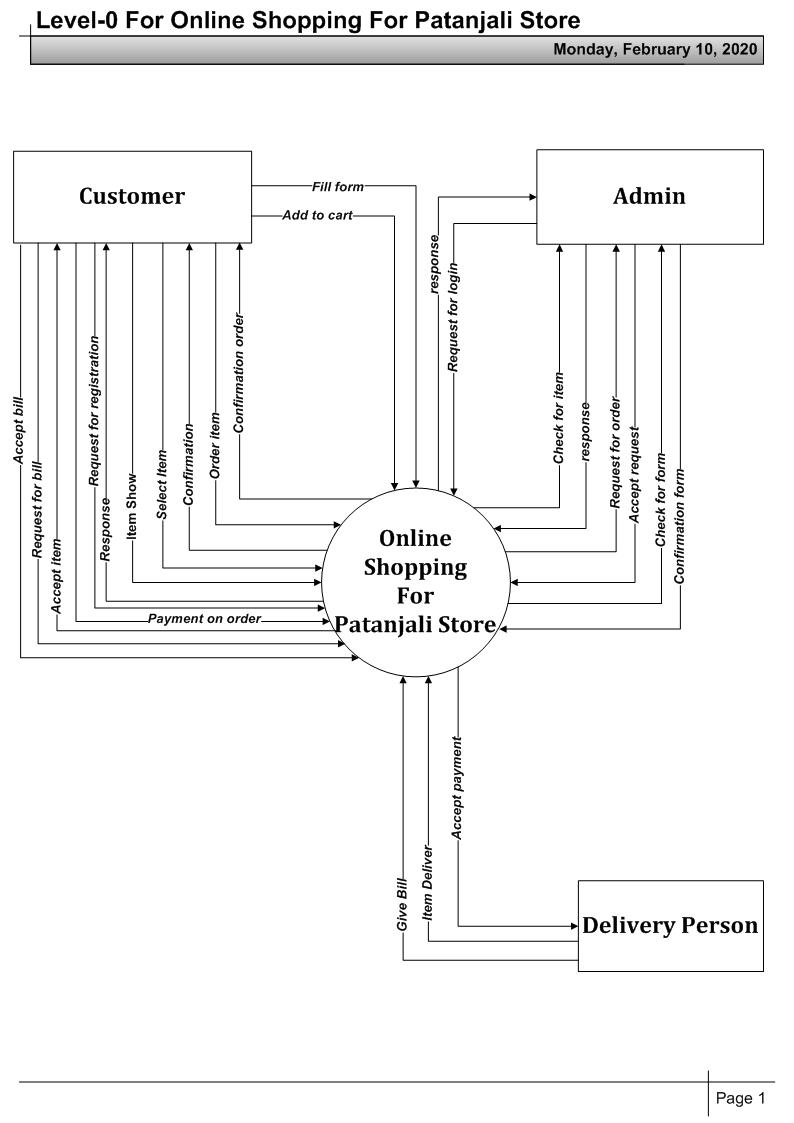 Level-0 For Online Shopping For Patanjali Store
Monday, February 10, 2020
Customer
Admin
Fill form
Add to cart
response
Request for login
Accept bill
Request for bill
Accept item
Request for registration
Response
Item Show
Select Item
Confirmation
Order item
Confirmation order
Payment on order
Check for item
response
Request for order
Accept request
Check for form
Confirmation form
Online
Shopping
For
Patanjali Store
Give Bill
Item Deliver
Accept payment
Delivery Person
Page 1